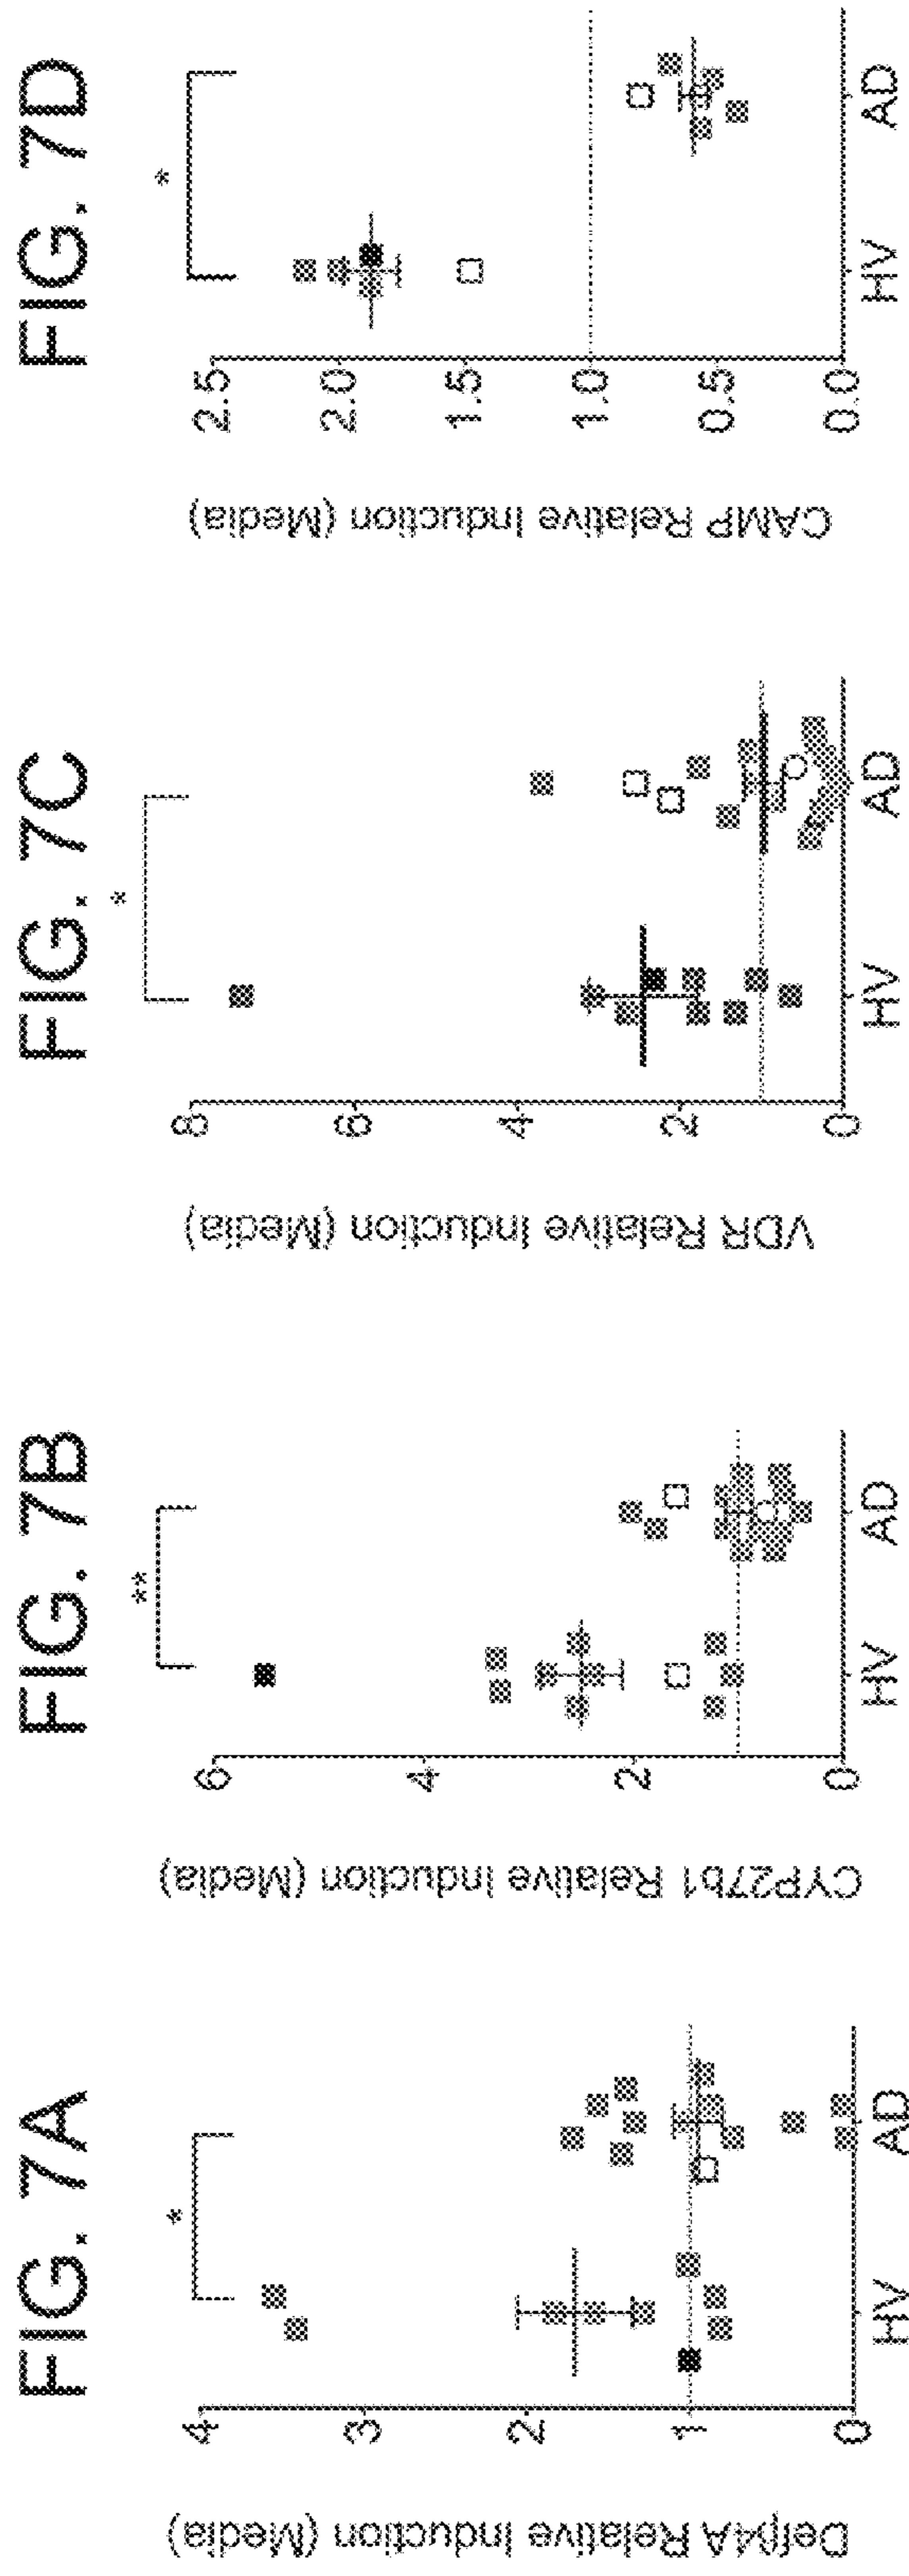 FIG. 7A
Defβ4A Relative Induction (Media)
4
3
2
1
0
*
HV
AD
FIG. 7B
CYP27b1 Relative Induction (Media)
6
4
2
0
**
HV
AD
FIG. 7C
VDR Relative Induction (Media)
8
6
4
2
0
*
HV
AD
FIG. 7D
CAMP Relative Induction (Media)
2.5
2.0
1.5
1.0
0.5
0.0
*
HV
AD